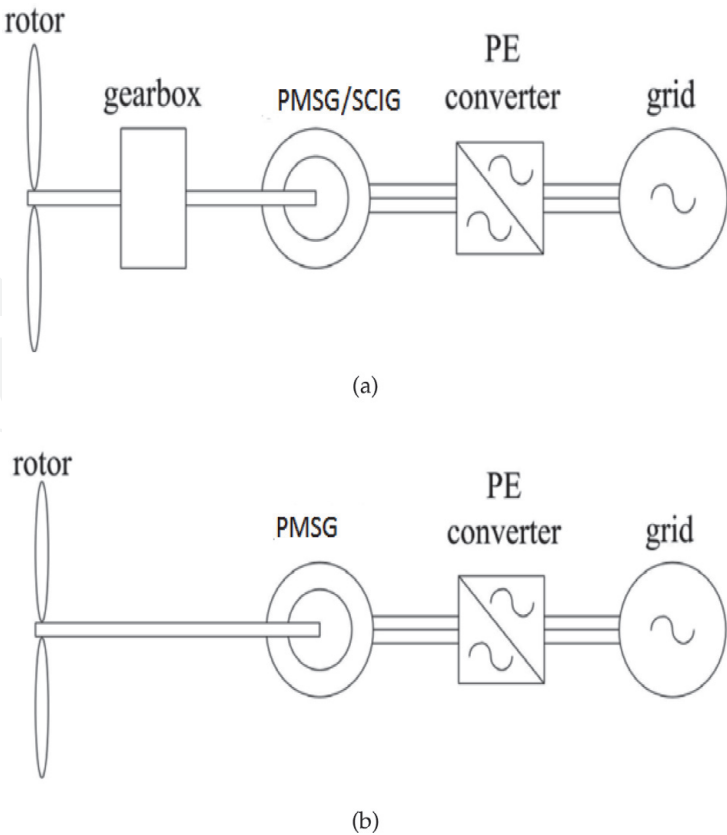 rotor
gearbox
PMSG/SCIG
PE
converter
grid
(a)
rotor
PMSG
PE
converter
grid
(b)